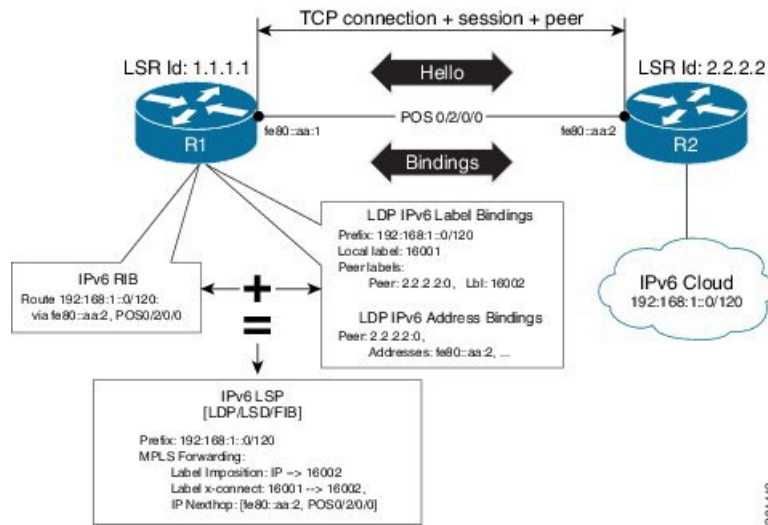 TCP connection + session + peer
LSR Id: 1.1.1.1
LSR Id: 2.2.2.2
Hello
POS 0/2/0/0
fe80::aa:1
fe80::aa:2
R1
R2
Bindings
LDP IPv6 Label Bindings
Prefix: 192:168:1::0/120
Local label: 16001
Peer labels:
Peer: 2.2.2.2:0, Lbl: 16002
LDP IPv6 Address Bindings
Peer: 2.2.2.2:0,
Addresses: fe80::aa:2, ...
IPv6 RIB
Route 192:168:1::0/120:
via fe80::aa:2, POS0/2/0/0
+
=
IPv6 Cloud
192:168:1::0/120
IPv6 LSP
[LDP/LSD/FIB]
Prefix: 192:168:1::0/120
MPLS Forwarding:
Label Imposition: IP --> 16002
Label x-connect: 16001 --> 16002,
IP Nexthop: [fe80::aa:2, POS0/2/0/0]